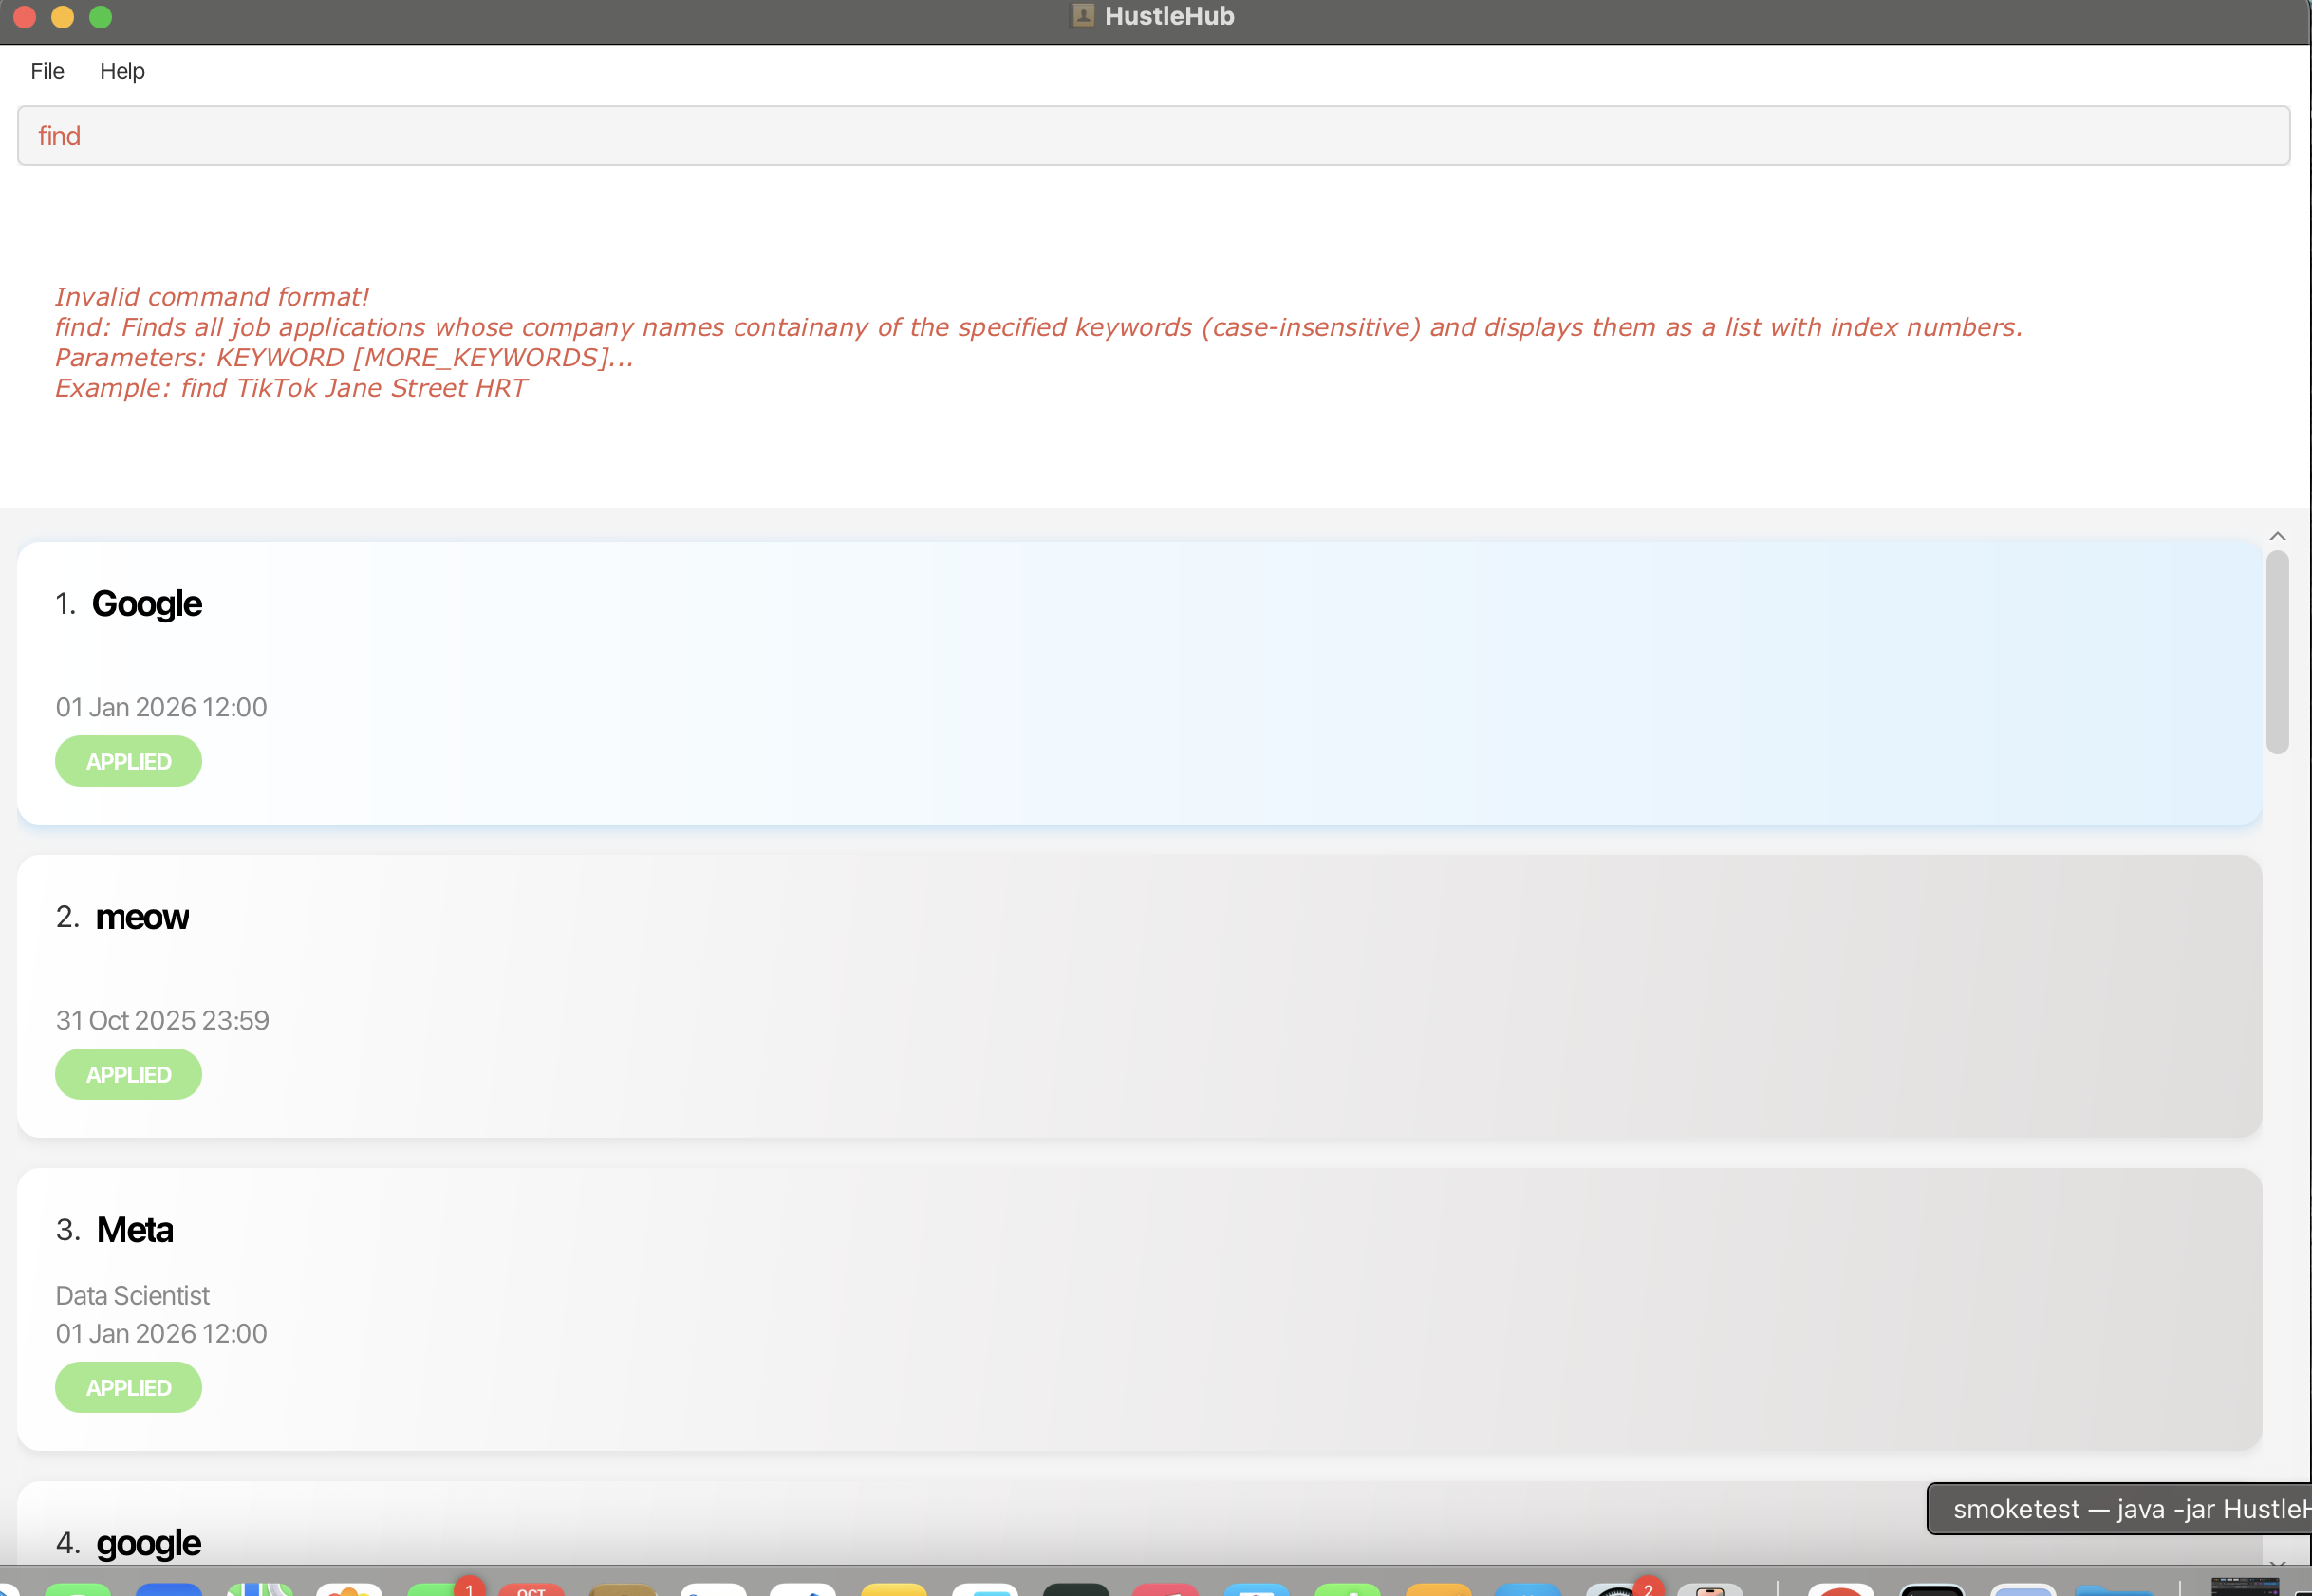 HustleHub
File Help
find
Invalid command format!
find: Finds all job applications whose company names containany of the specified keywords (case-insensitive) and displays them as a list with index numbers.
Parameters: KEYWORD [MORE_KEYWORDS]...
Example: find TikTok Jane Street HRT
1. Google
01 Jan 2026 12:00
APPLIED
2. meow
31 Oct 2025 23:59
APPLIED
3. Meta
Data Scientist
01 Jan 2026 12:00
APPLIED
smoketest — java -jar HustleH
4. google
1
OCT
2